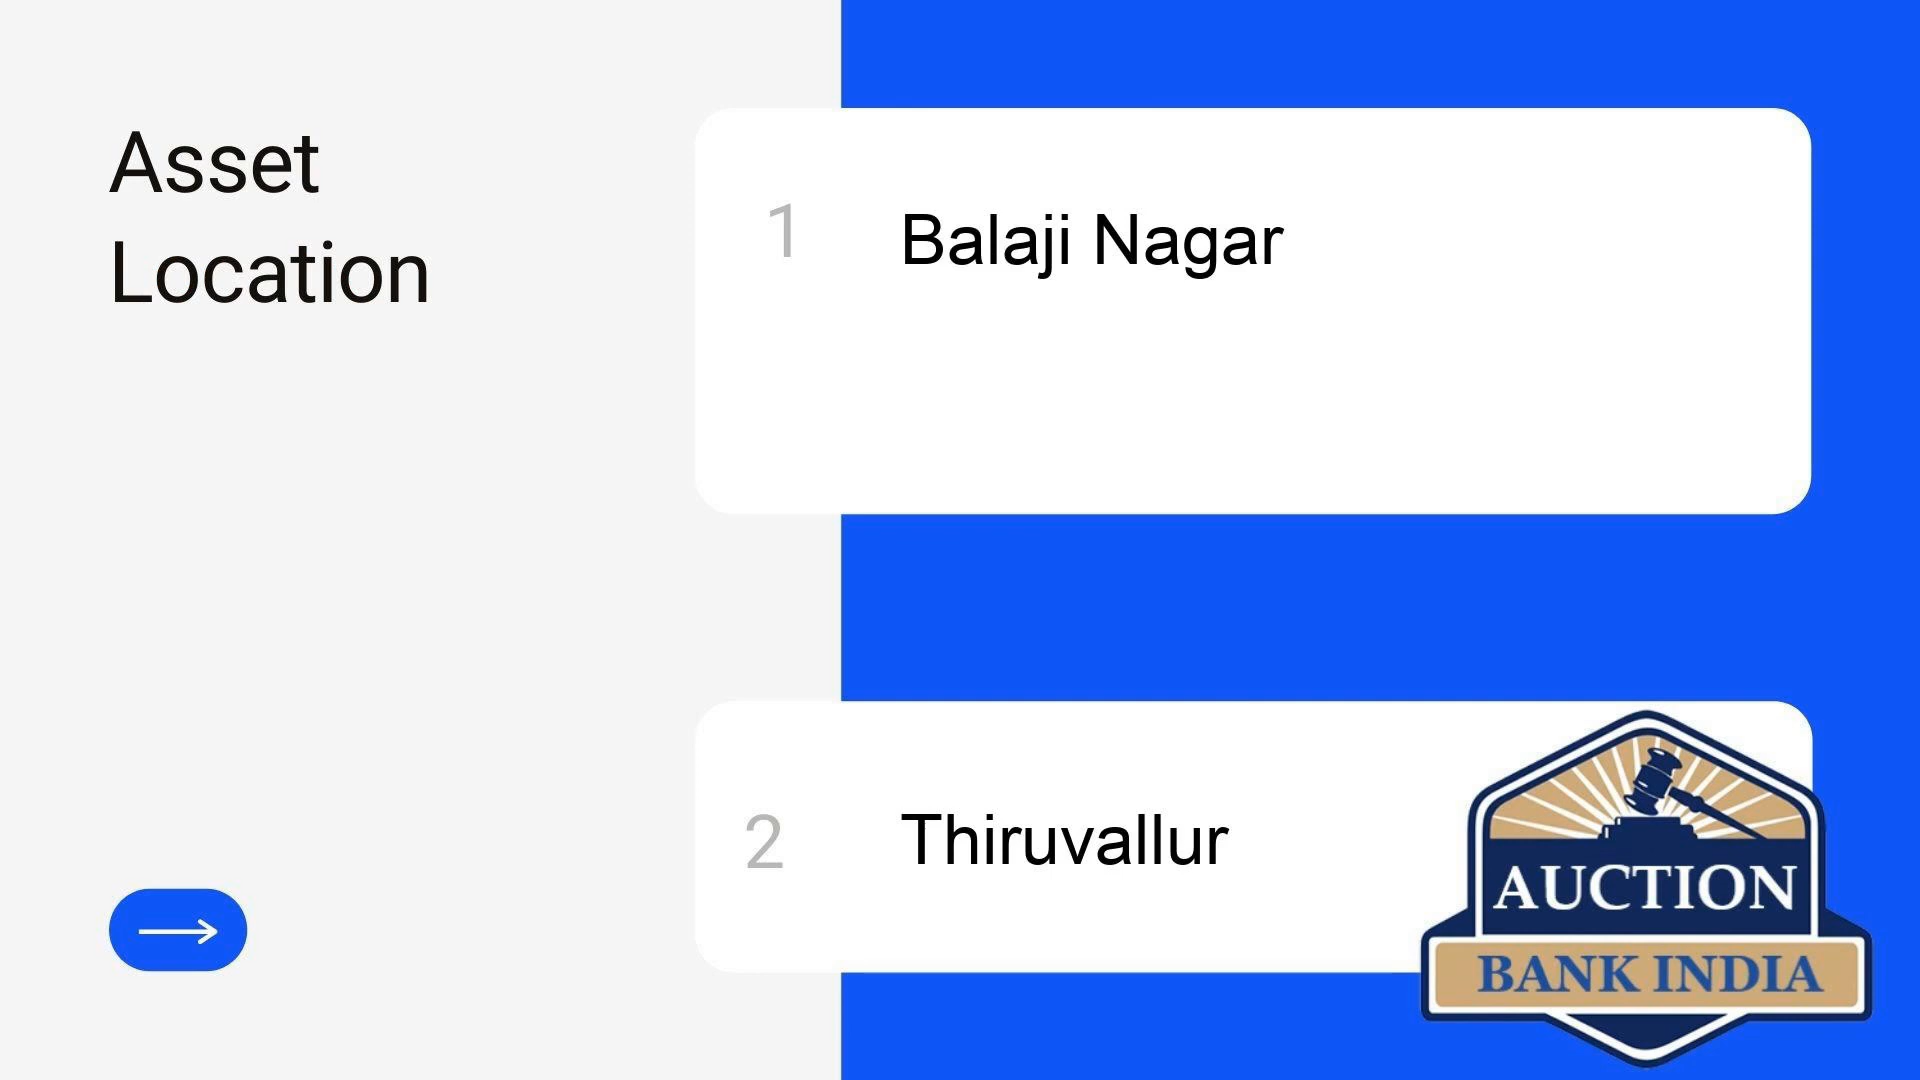 Asset
Location
1
Balaji Nagar
2
Thiruvallur
AUCTION
BANK INDIA